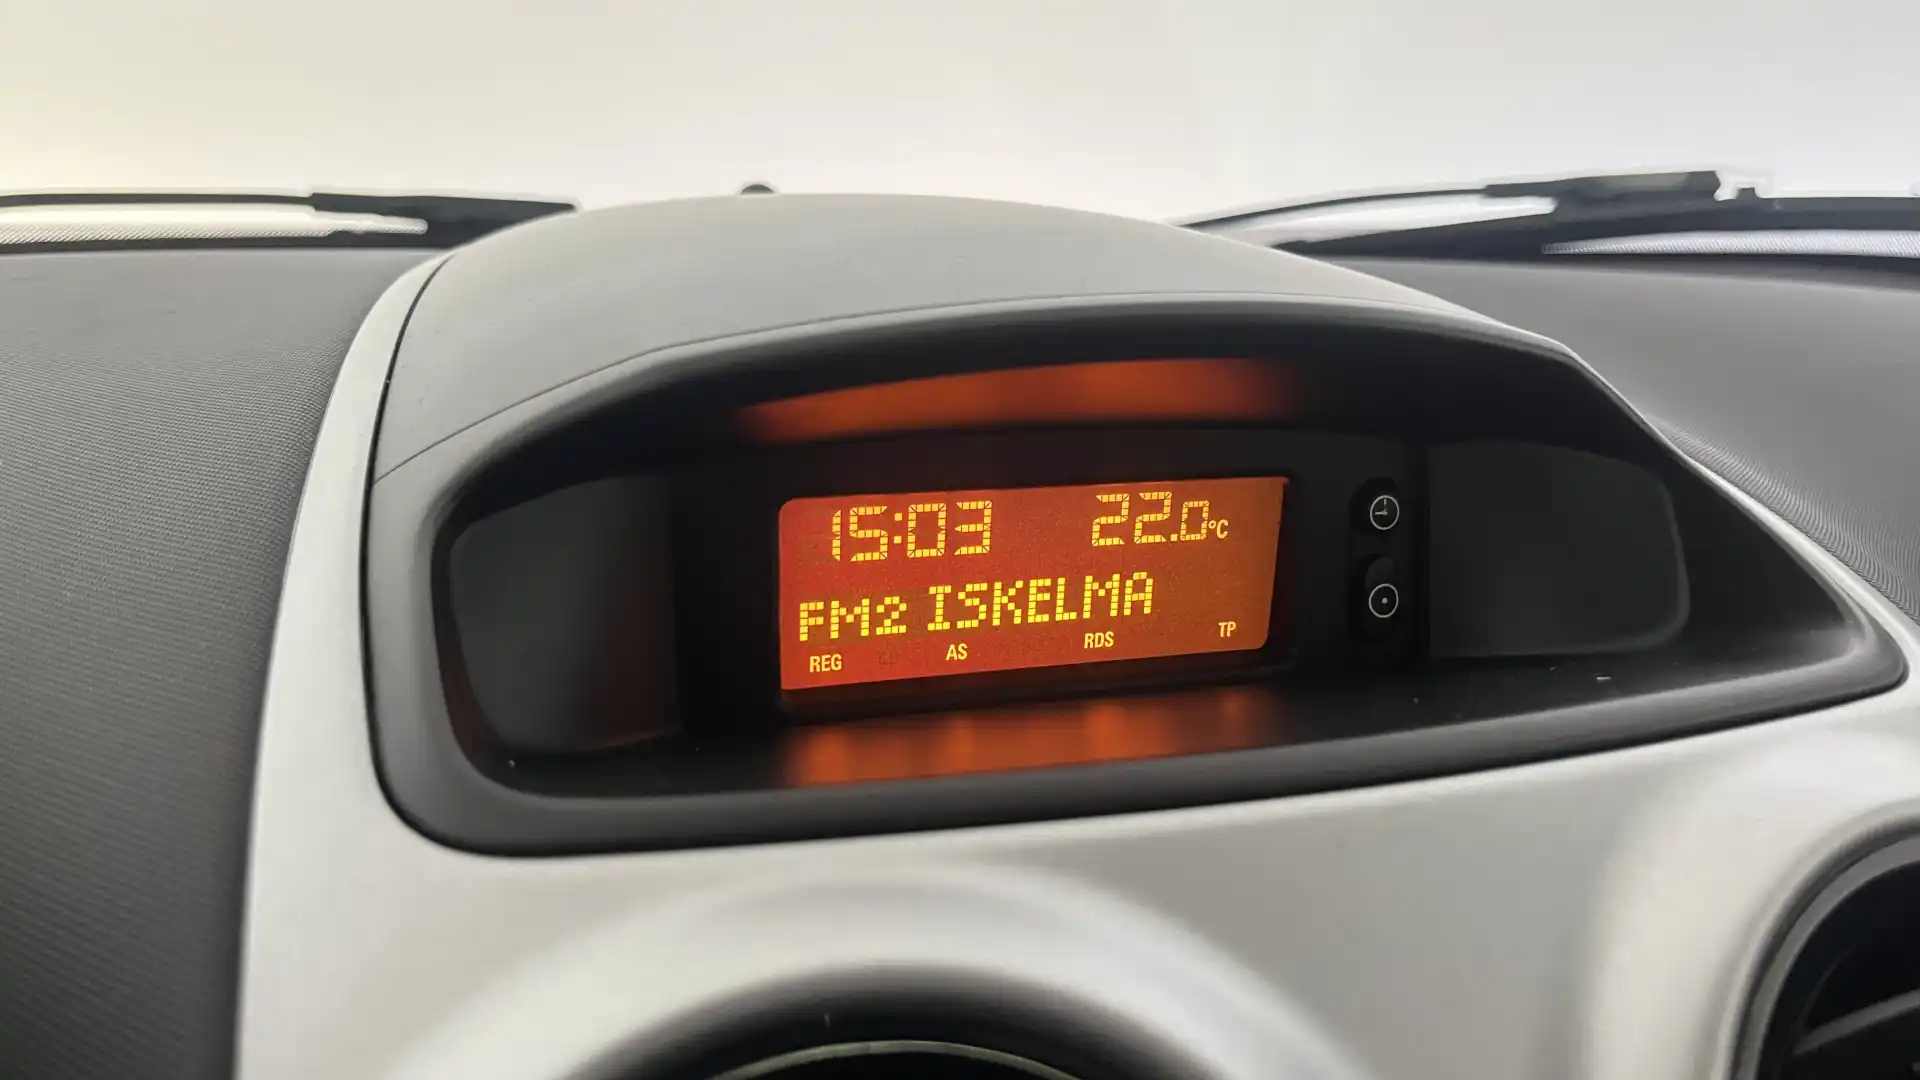 15:03 22.0°C
FM2 ISKELMA
REG AS RDS TP